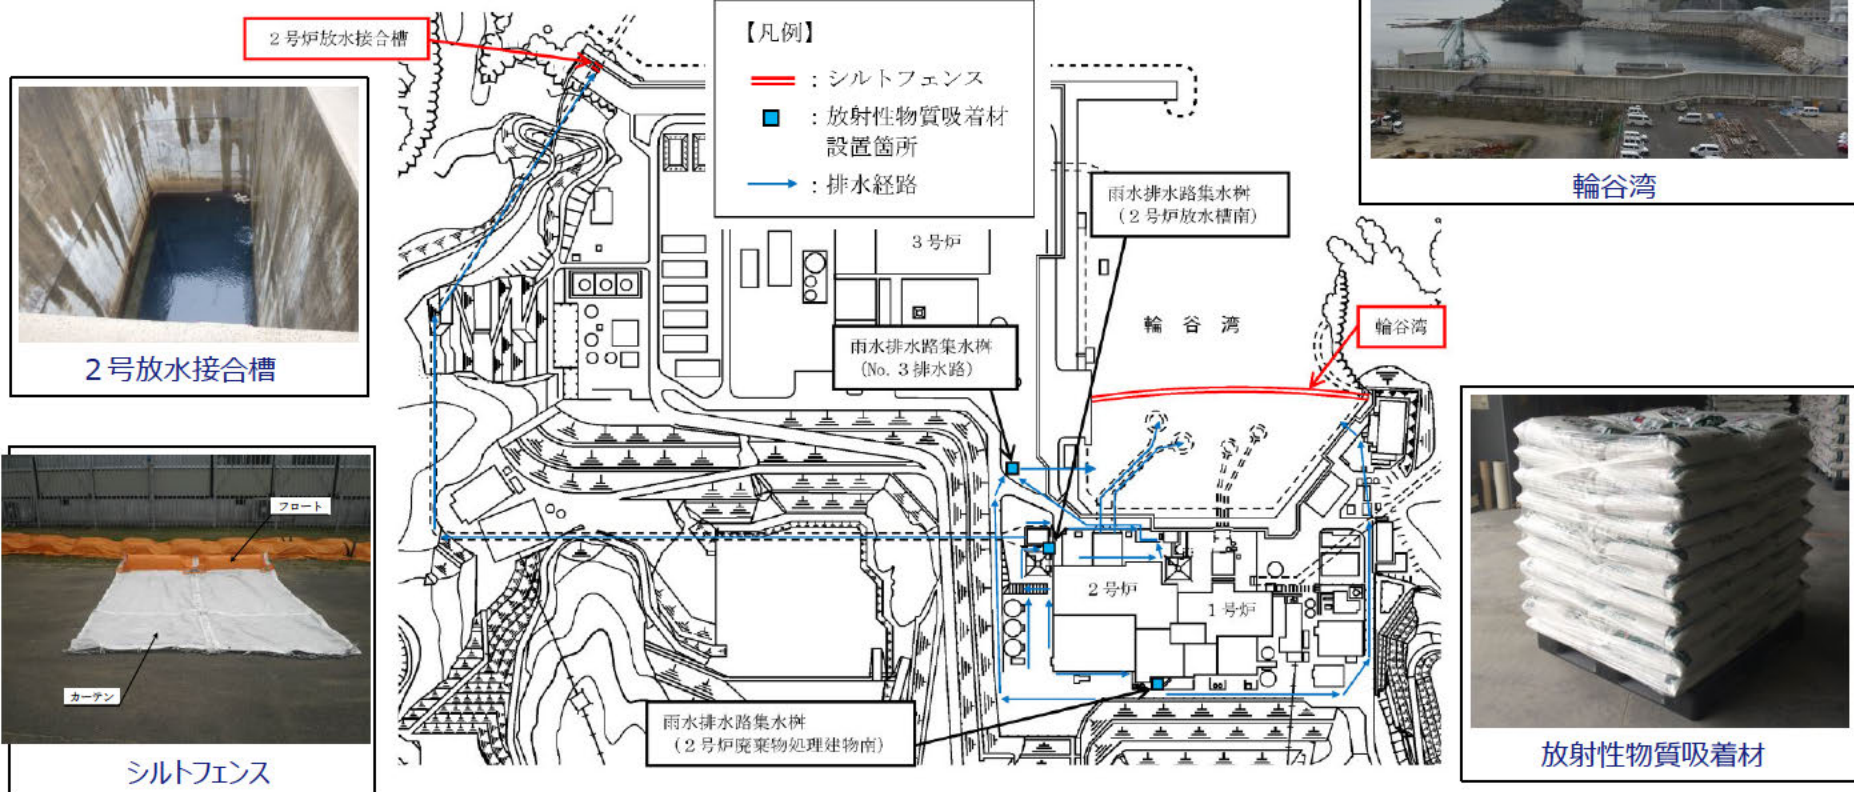 2号炉放水接合槽
【凡例】
：シルトフェンス
：放射性物質吸着材
設置箇所
：排水経路
輪谷湾
雨水排水路集水桝
（2号炉放水槽南）
3号炉
2号放水接合槽
輪谷湾
輪谷湾
雨水排水路集水桝
(No. 3排水路)
フロート
カーテン
シルトフェンス
2号炉
1号炉
雨水排水路集水桝
（2号炉廃棄物処理建物南）
放射性物質吸着材